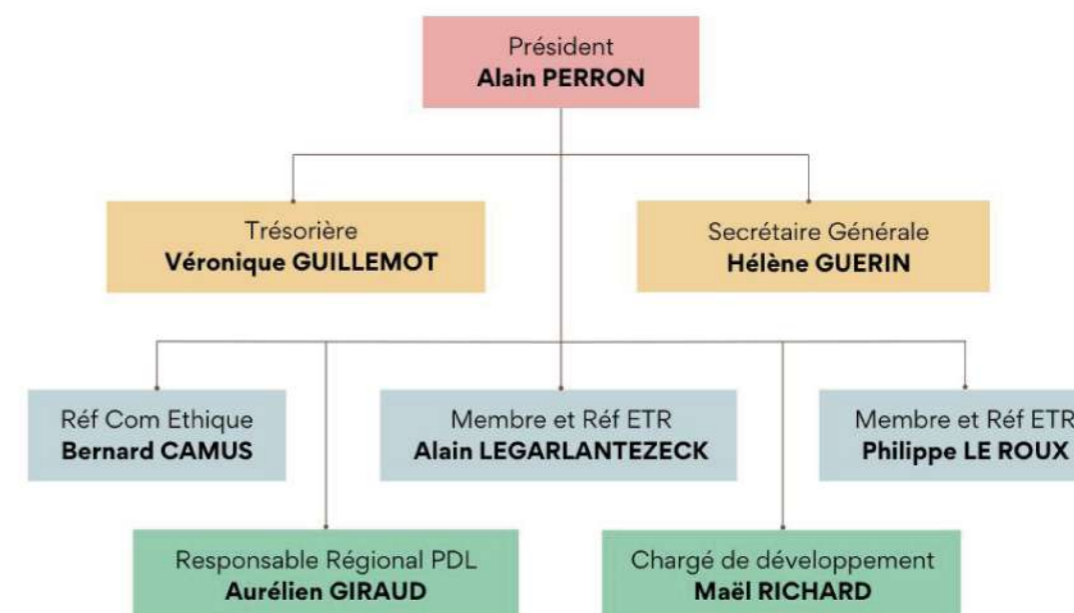 Président
Alain PERRON
Trésorière
Véronique GUILLEMOT
Secrétaire Générale
Hélène GUERIN
Réf Com Ethique
Bernard CAMUS
Membre et Réf ETR
Alain LEGARLANTEZECK
Membre et Réf ETR
Philippe LE ROUX
Responsable Régional PDL
Aurélien GIRAUD
Chargé de développement
Maël RICHARD